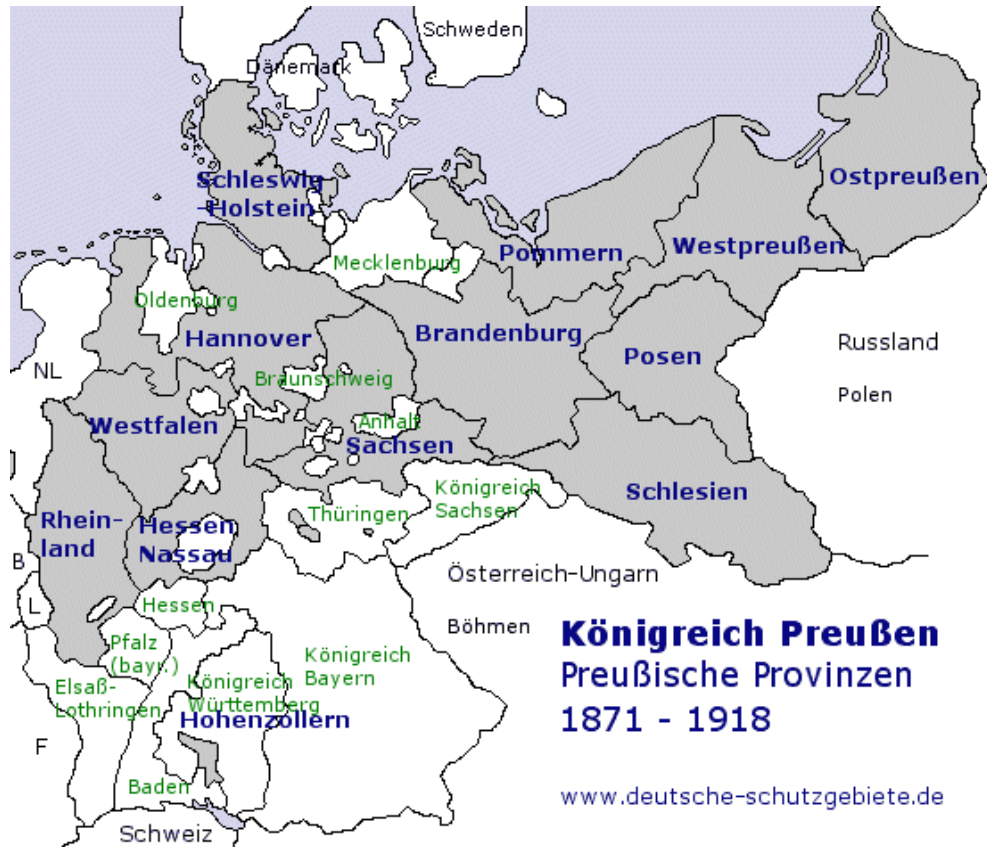 Schweden
Dänemark
Schleswig
-Holstein
Ostpreußen
Westpreußen
Pommern
Mecklenburg
Oldenburg
Hannover
Brandenburg
Russland
Posen
NL
Braunschweig
Polen
Westfalen
Anhalt
Sachsen
Königreich
Sachsen
Schlesien
Thüringen
Rhein-
land
Hessen
Nassau
B
Österreich-Ungarn
L
Hessen
Böhmen
Pfalz
(bayr.)
Königreich
Bayern
Elsaß-
Lothringen
Königreich
Württemberg
Hohenzollern
F
Baden
Schweiz
Königreich Preußen
Preußische Provinzen
1871 - 1918
www.deutsche-schutzgebiete.de